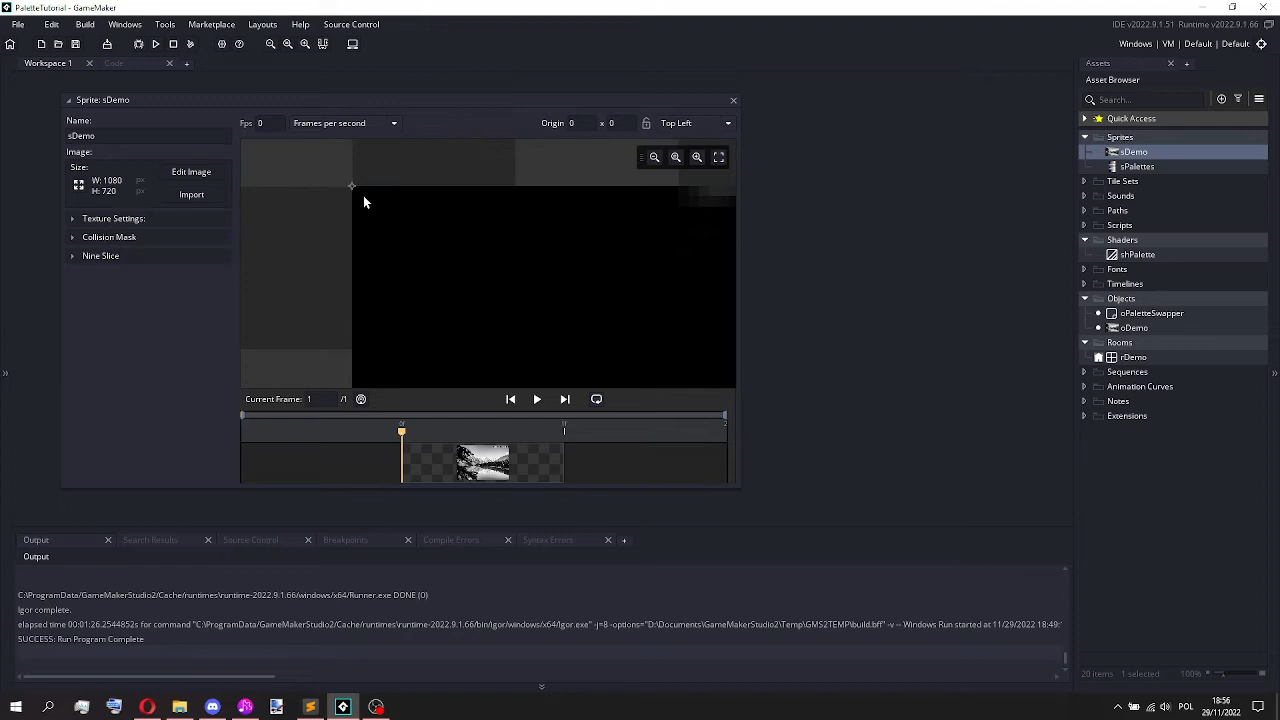 PaletteTutorial - GameMaker
File Edit Build Windows Tools Marketplace Layouts Help Source Control
IDE v2022.9.1.51 Runtime v2022.9.1.66
Windows | VM | Default | Default
Workspace 1
Code
Sprite: sDemo
Name:
sDemo
Image:
Size:
W: 1080 px
H: 720 px
Edit Image
Import
Texture Settings:
Collision Mask
Nine Slice
Fps 0 Frames per second
Origin 0 x 0 Top Left
Current Frame: 1 /1
0F 1F 2
Assets
Asset Browser
Search...
Quick Access
Sprites
sDemo
sPalettes
Tile Sets
Sounds
Paths
Scripts
Shaders
shPalette
Fonts
Timelines
Objects
oPaletteSwapper
oDemo
Rooms
rDemo
Sequences
Animation Curves
Notes
Extensions
20 items 1 selected 100%
Output
Search Results
Source Control
Breakpoints
Compile Errors
Syntax Errors
Output
C:\ProgramData/GameMakerStudio2/Cache/runtimes\runtime-2022.9.1.66/windows/x64/Runner.exe DONE (0)
Igor complete.
elapsed time 00:01:26.2544852s for command "C:\ProgramData/GameMakerStudio2/Cache/runtimes\runtime-2022.9.1.66/bin/igor/windows/x64/Igor.exe" -j=8 -options="D:\Documents\GameMakerStudio2\Temp\GMS2TEMP\build.bff" -v -- Windows Run started at 11/29/2022 18:49:
SUCCESS: Run Program Complete
POL
18:56
29/11/2022